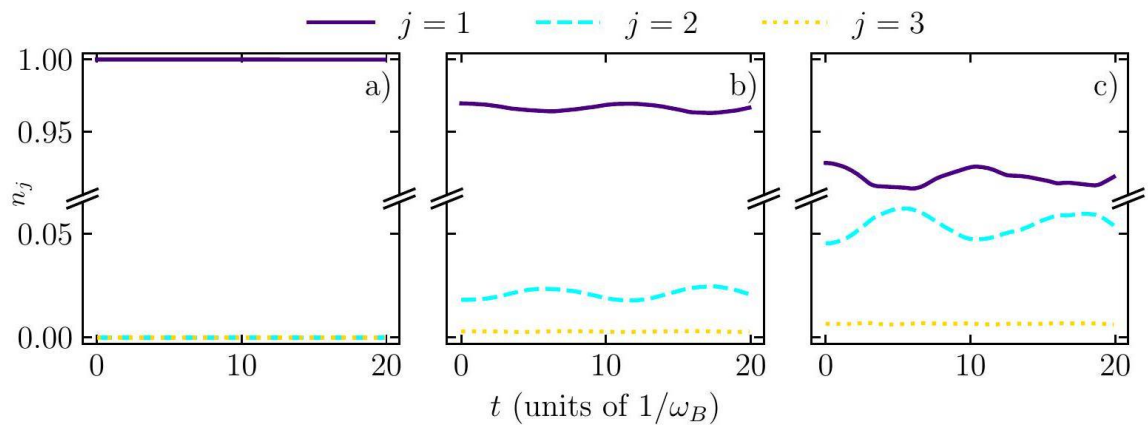 j = 1 j = 2 j = 3
a) b) c)
1.00
0.95
n_j
0.05
0.00
0 10 20 0 10 20 0 10 20
t (units of 1/ω_B)